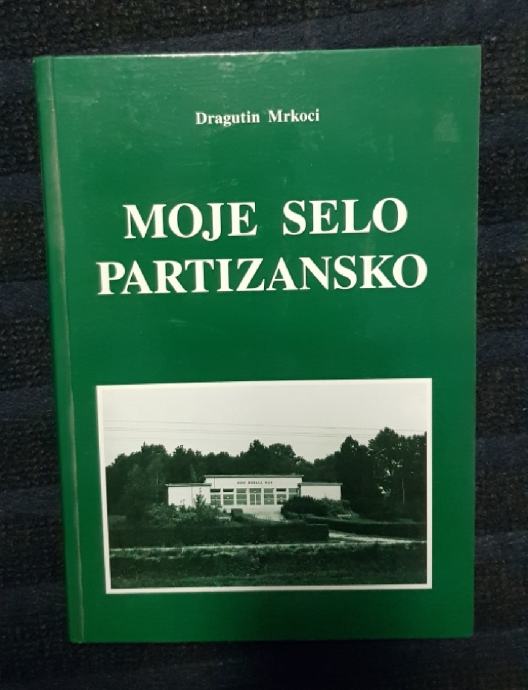 Dragutin Mrkoci
MOJE SELO
PARTIZANSKO